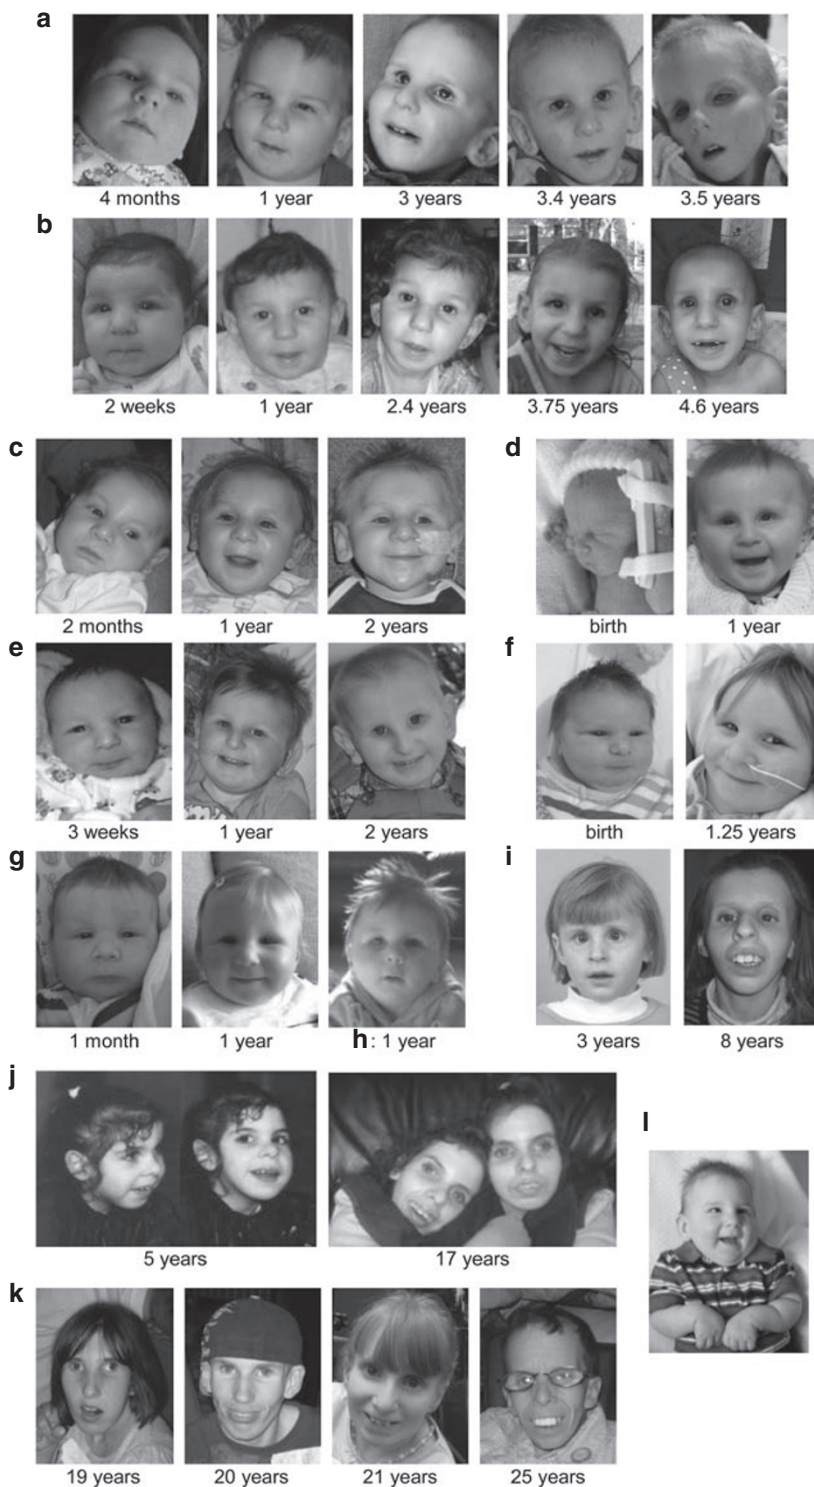 a
4 months 1 year 3 years 3.4 years 3.5 years
b
2 weeks 1 year 2.4 years 3.75 years 4.6 years
c d
2 months 1 year 2 years birth 1 year
e f
3 weeks 1 year 2 years birth 1.25 years
g i
1 month 1 year h: 1 year 3 years 8 years
j
l
5 years 17 years
k
19 years 20 years 21 years 25 years